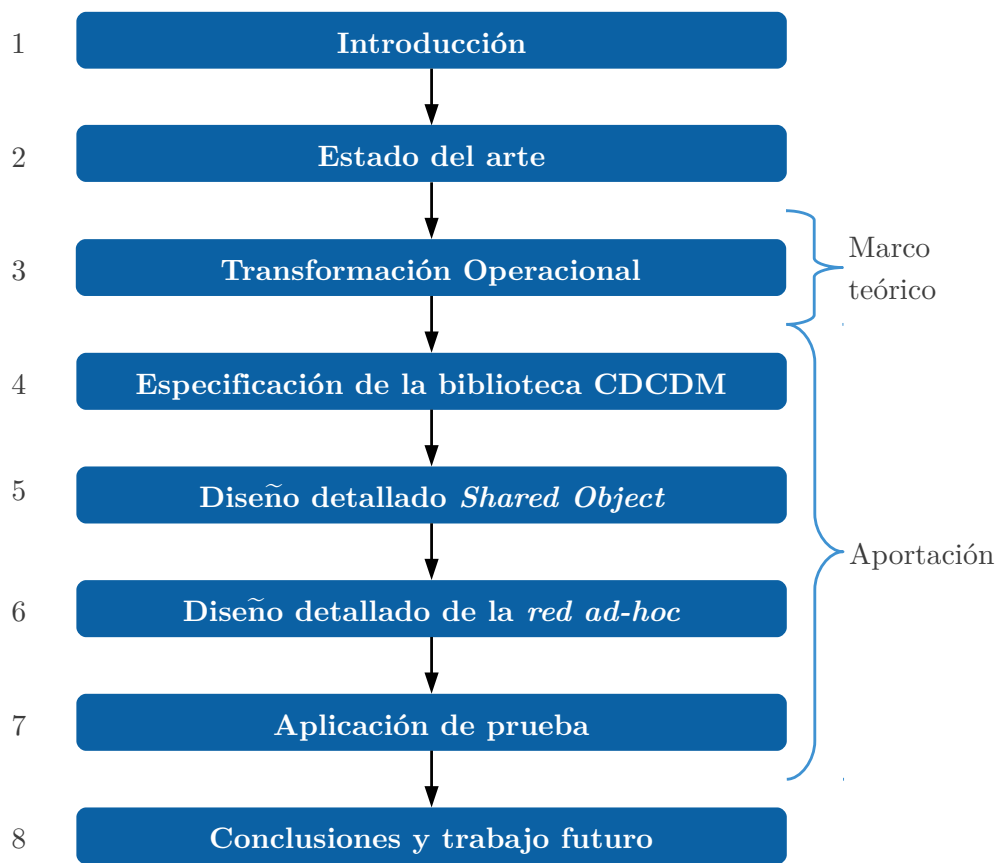 1 Introducción
2 Estado del arte
3 Transformación Operacional
Marco
teórico
4 Especificación de la biblioteca CDCDM
5 Diseño detallado Shared Object
Aportación
6 Diseño detallado de la red ad-hoc
7 Aplicación de prueba
8 Conclusiones y trabajo futuro